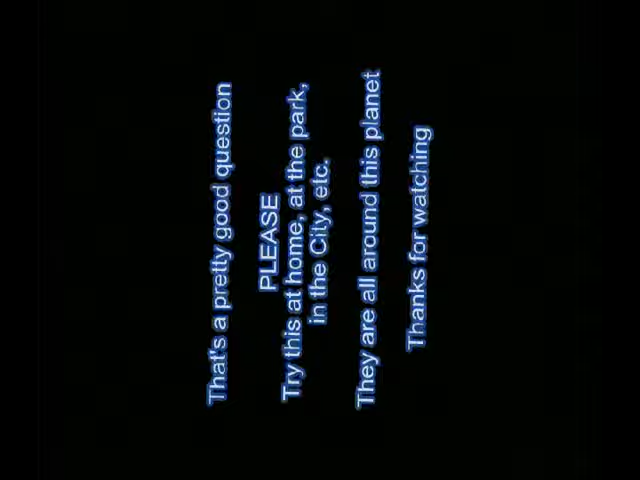 That's a pretty good question
PLEASE
Try this at home, at the park,
in the City, etc.
They are all around this planet
Thanks for watching